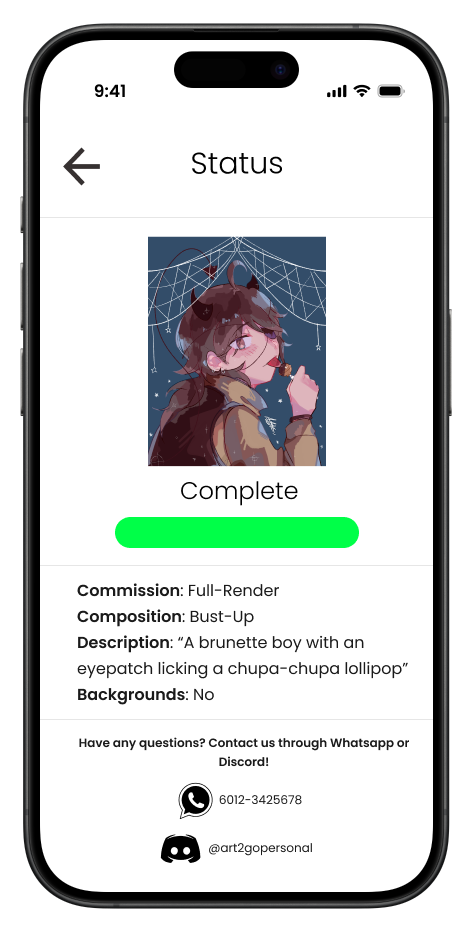 9:41
Status
Complete
Commission: Full-Render
Composition: Bust-Up
Description: “A brunette boy with an
eyepatch licking a chupa-chupa lollipop”
Backgrounds: No
Have any questions? Contact us through Whatsapp or
Discord!
6012-3425678
@art2gopersonal